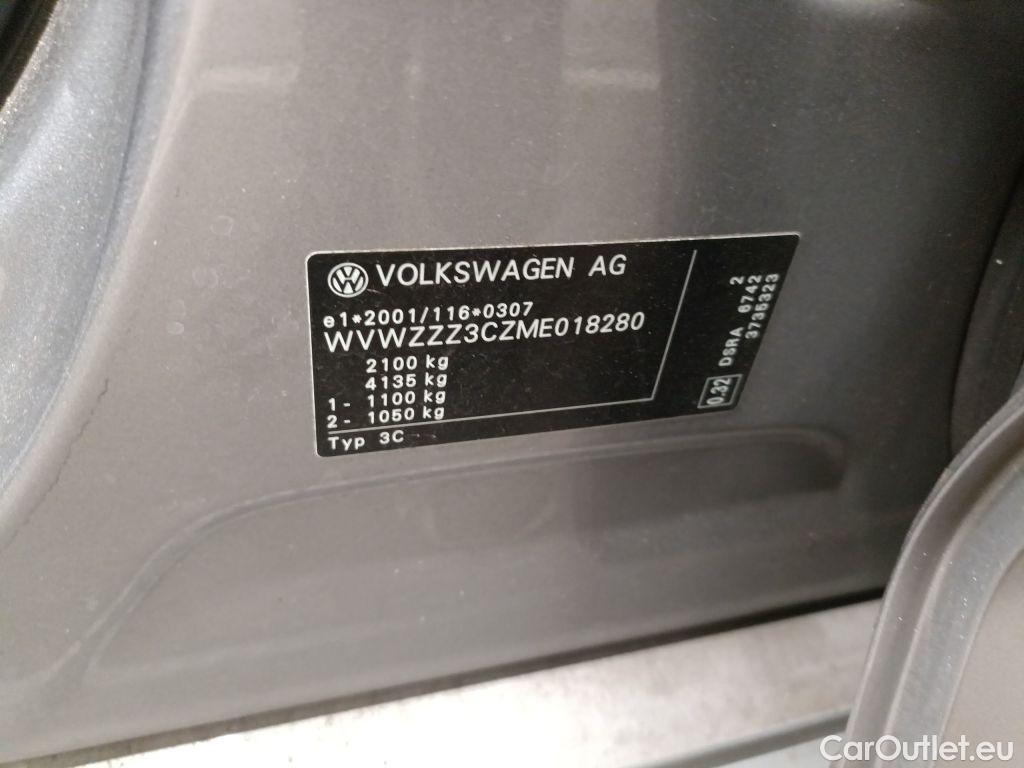 VOLKSWAGEN AG
e1*2001/116*0307
WVWZZZ3CZME018280
2100 kg
4135 kg
1 - 1100 kg
2 - 1050 kg
Typ 3C
0.32 DSRA 6742 2
3735323
CarOutlet.eu